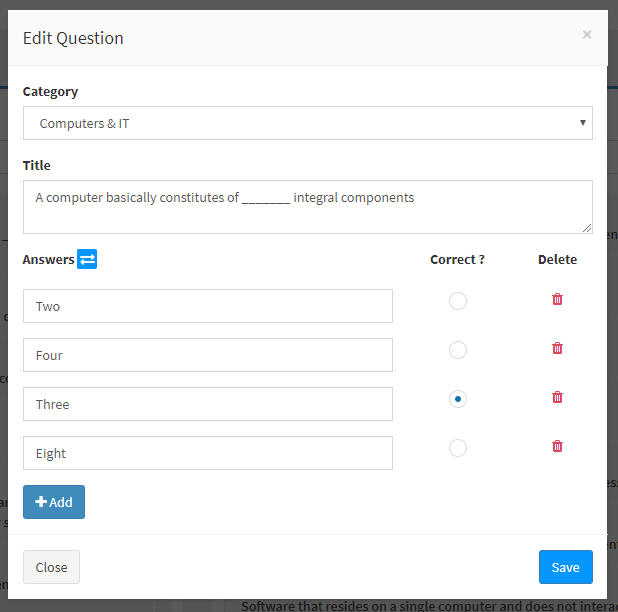 Edit Question
×
Category
Computers & IT
Title
A computer basically constitutes of _______ integral components
Answers Correct ? Delete
Two
Four
Three
Eight
Add
Close Save
Software that resides on a single computer and does not interac